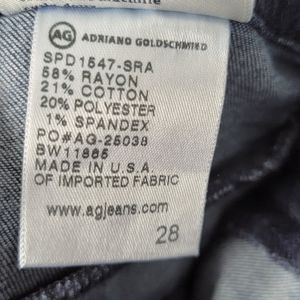 AG ADRIANO GOLDSCHMIED
SPD1547-SRA
58% RAYON
21% COTTON
20% POLYESTER
1% SPANDEX
PO#AG-25038
BW11885
MADE IN U.S.A.
OF IMPORTED FABRIC
www.agjeans.com
28